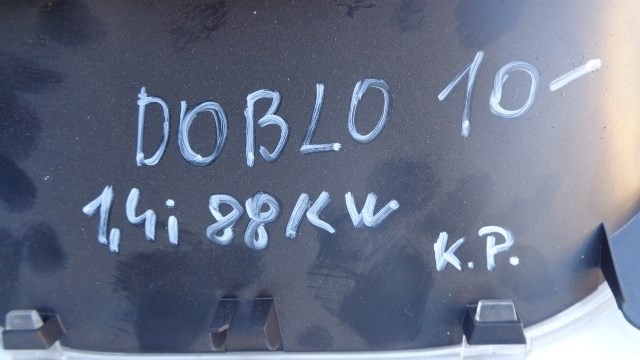 DOBLO 10-
1,4i 88KW
K.P.